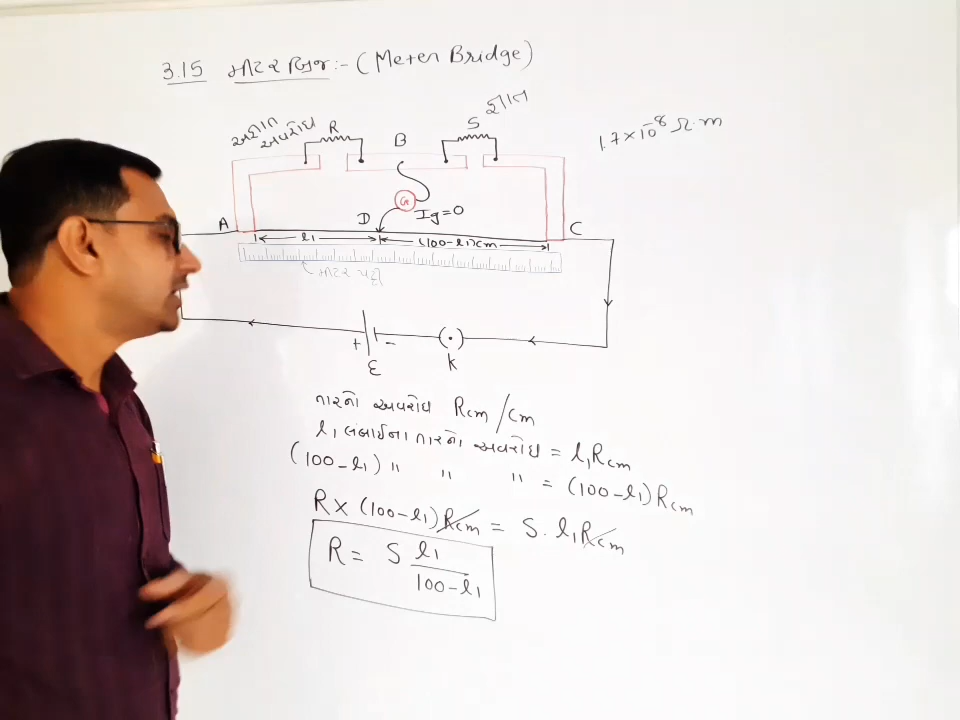 3.15 મીટર બ્રિજ :- (Meter Bridge)
અજ્ઞાત
અવરોધ
R
B
S
જ્ઞાત
1.7×10⁻⁸ Ω.m
G
D
Ig=0
A
C
l₁
(100-l₁)cm
મીટર પટ્ટી
+
-
ε
K
તારનો અવરોધ Rcm/cm
l₁ લંબાઈના તારનો અવરોધ = l₁Rcm
(100-l₁) " " " = (100-l₁)Rcm
R× (100-l₁)Rcm = S. l₁Rcm
R = S l₁
100-l₁